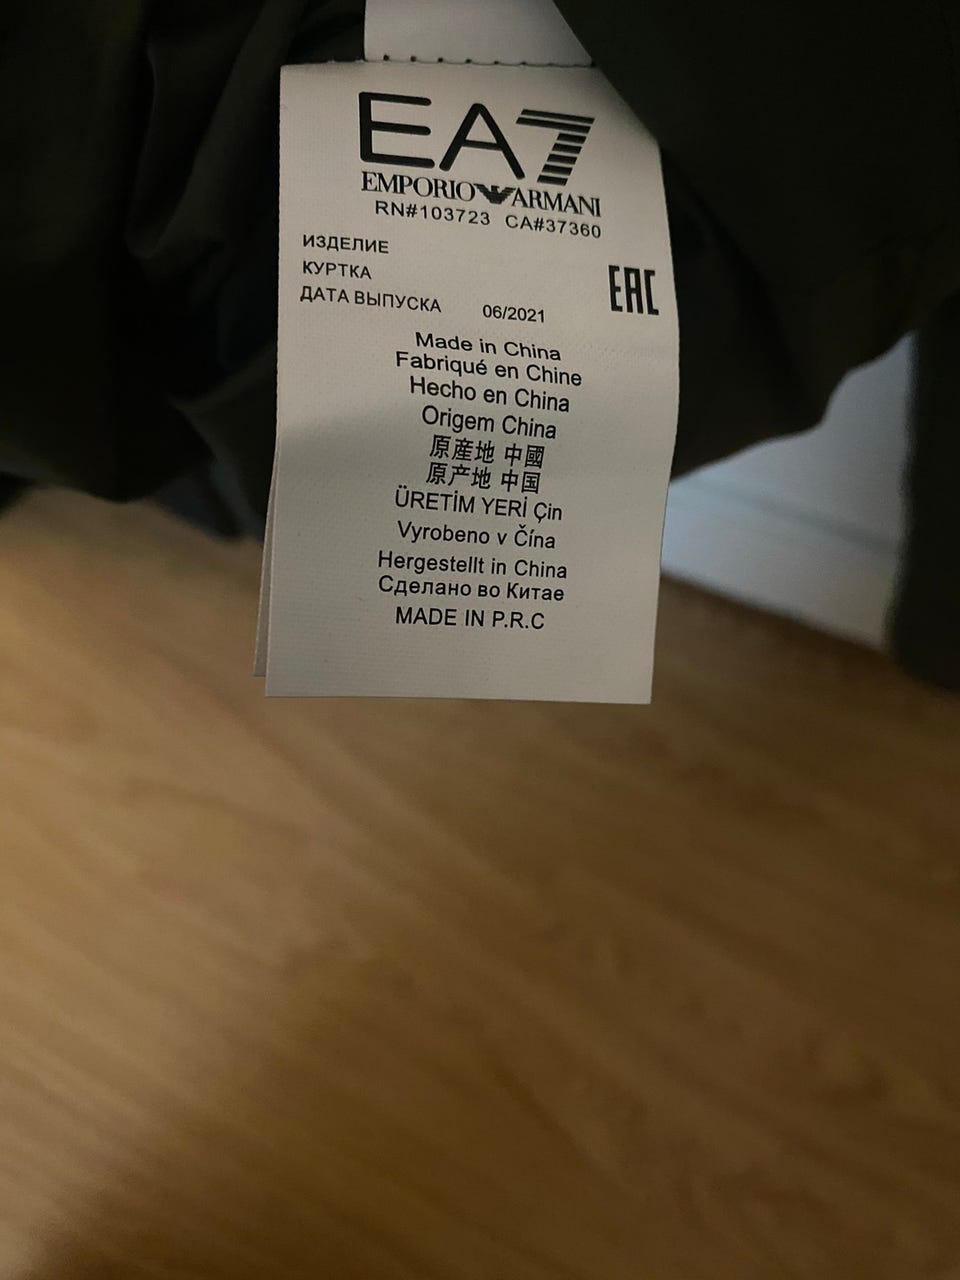 EA7
EMPORIO ARMANI
RN#103723 CA#37360
ИЗДЕЛИЕ
КУРТКА
EAC
ДАТА ВЫПУСКА 06/2021
Made in China
Fabriqué en Chine
Hecho en China
Origem China
原産地 中國
原产地 中国
ÜRETİM YERİ Çin
Vyrobeno v Čína
Hergestellt in China
Сделано во Китае
MADE IN P.R.C